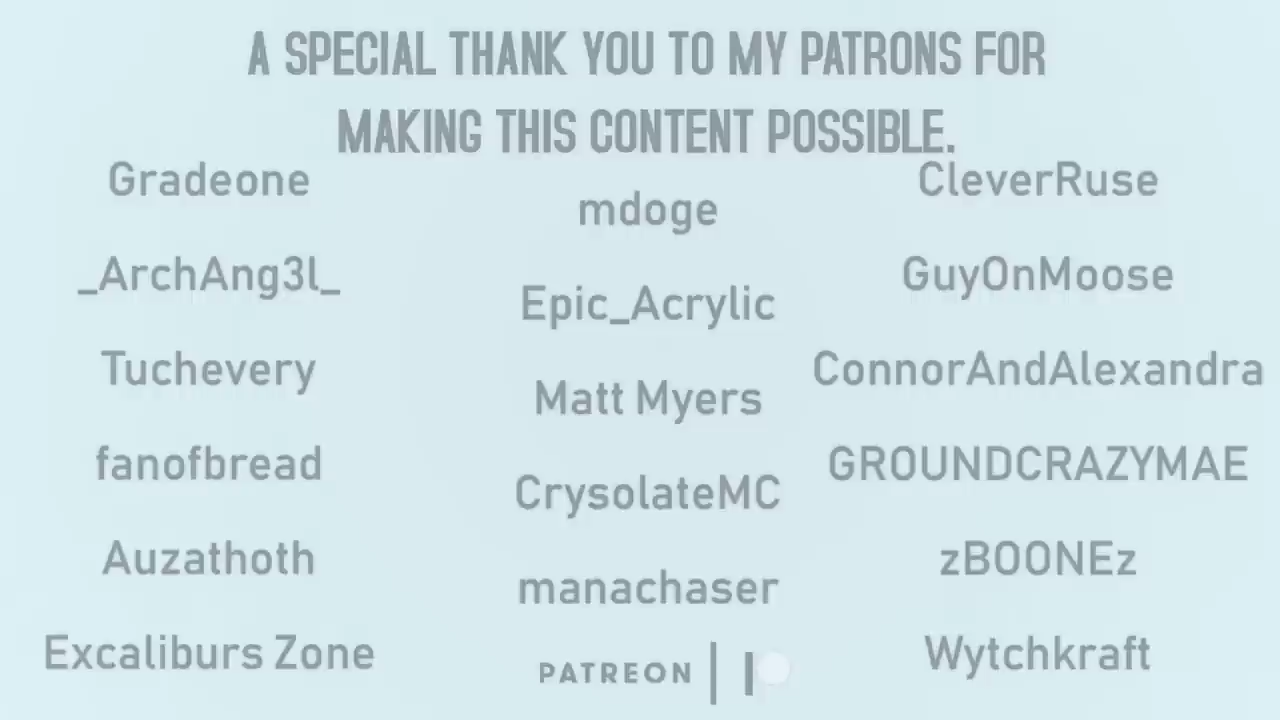 A SPECIAL THANK YOU TO MY PATRONS FOR
MAKING THIS CONTENT POSSIBLE.
Gradeone
_ArchAng3l_
Tuchevery
fanofbread
Auzathoth
Excaliburs Zone
mdoge
Epic_Acrylic
Matt Myers
CrysolateMC
manachaser
PATREON
CleverRuse
GuyOnMoose
ConnorAndAlexandra
GROUNDCRAZYMAE
zBOONEz
Wytchkraft